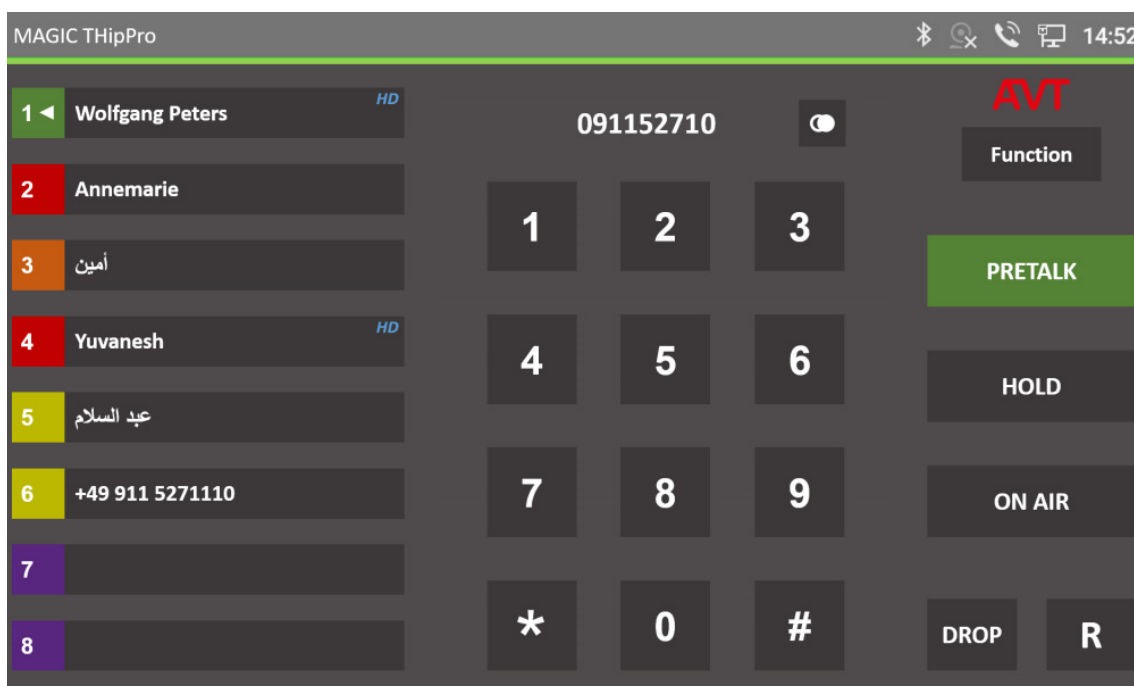 MAGIC THipPro
14:52
1 Wolfgang Peters HD
2 Annemarie
3 أمين
4 Yuvanesh HD
5 عبد السلام
6 +49 911 5271110
7
8
091152710
1 2 3
4 5 6
7 8 9
* 0 #
AVT
Function
PRETALK
HOLD
ON AIR
DROP R